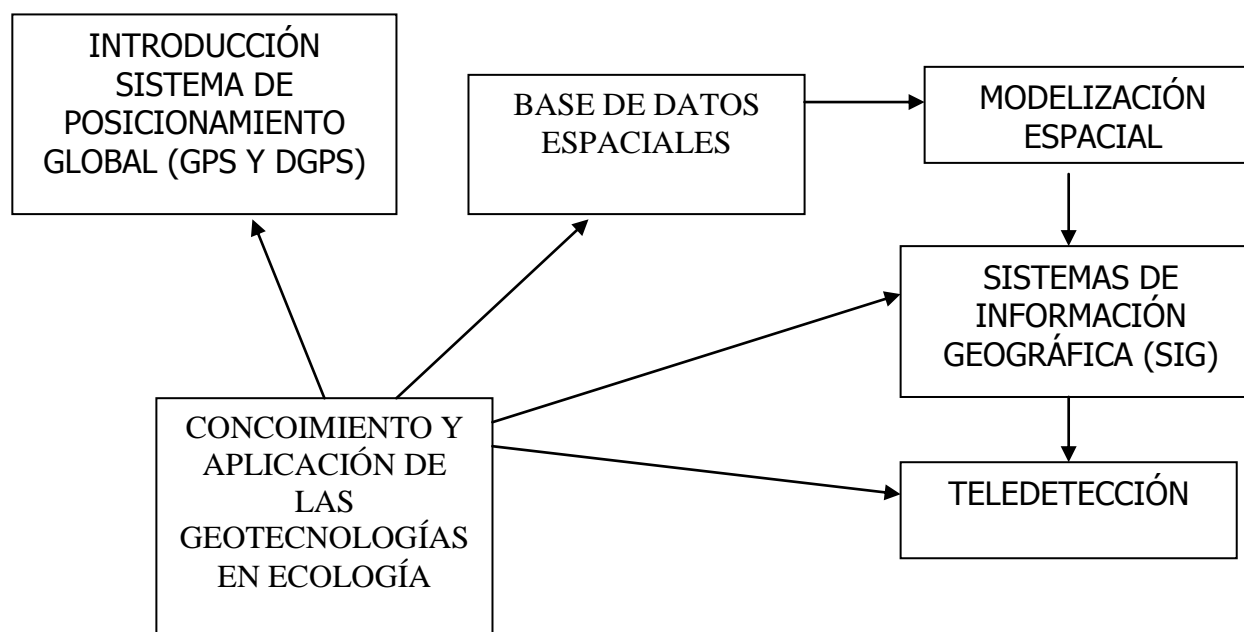 INTRODUCCIÓN
SISTEMA DE
POSICIONAMIENTO
GLOBAL (GPS Y DGPS)
BASE DE DATOS
ESPACIALES
MODELIZACIÓN
ESPACIAL
SISTEMAS DE
INFORMACIÓN
GEOGRÁFICA (SIG)
CONCOIMIENTO Y
APLICACIÓN DE
LAS
GEOTECNOLOGÍAS
EN ECOLOGÍA
TELEDETECCIÓN